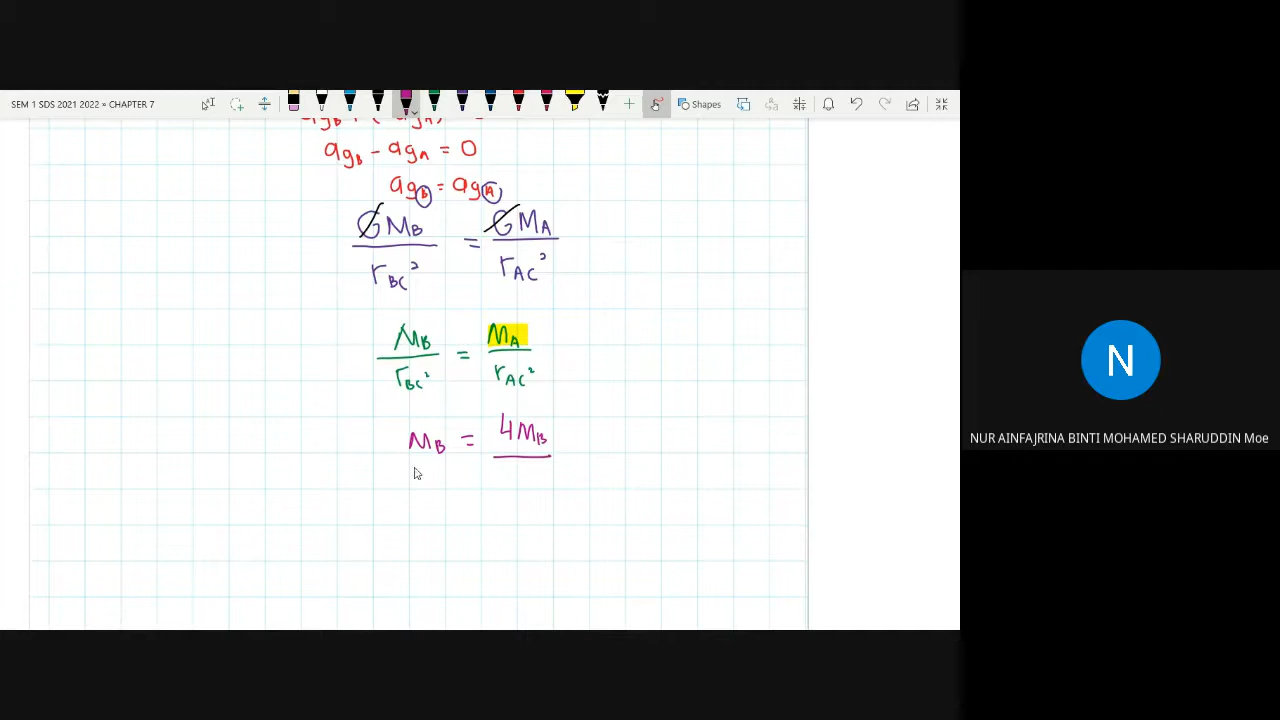 SEM 1 SDS 2021 2022 » CHAPTER 7
Shapes
ag_B - ag_A = 0
ag_B = ag_A
GM_B / r_BC² = GM_A / r_AC²
M_B / r_BC² = M_A / r_AC²
M_B = 4M_B
N
NUR AINFAJRINA BINTI MOHAMED SHARUDDIN Moe